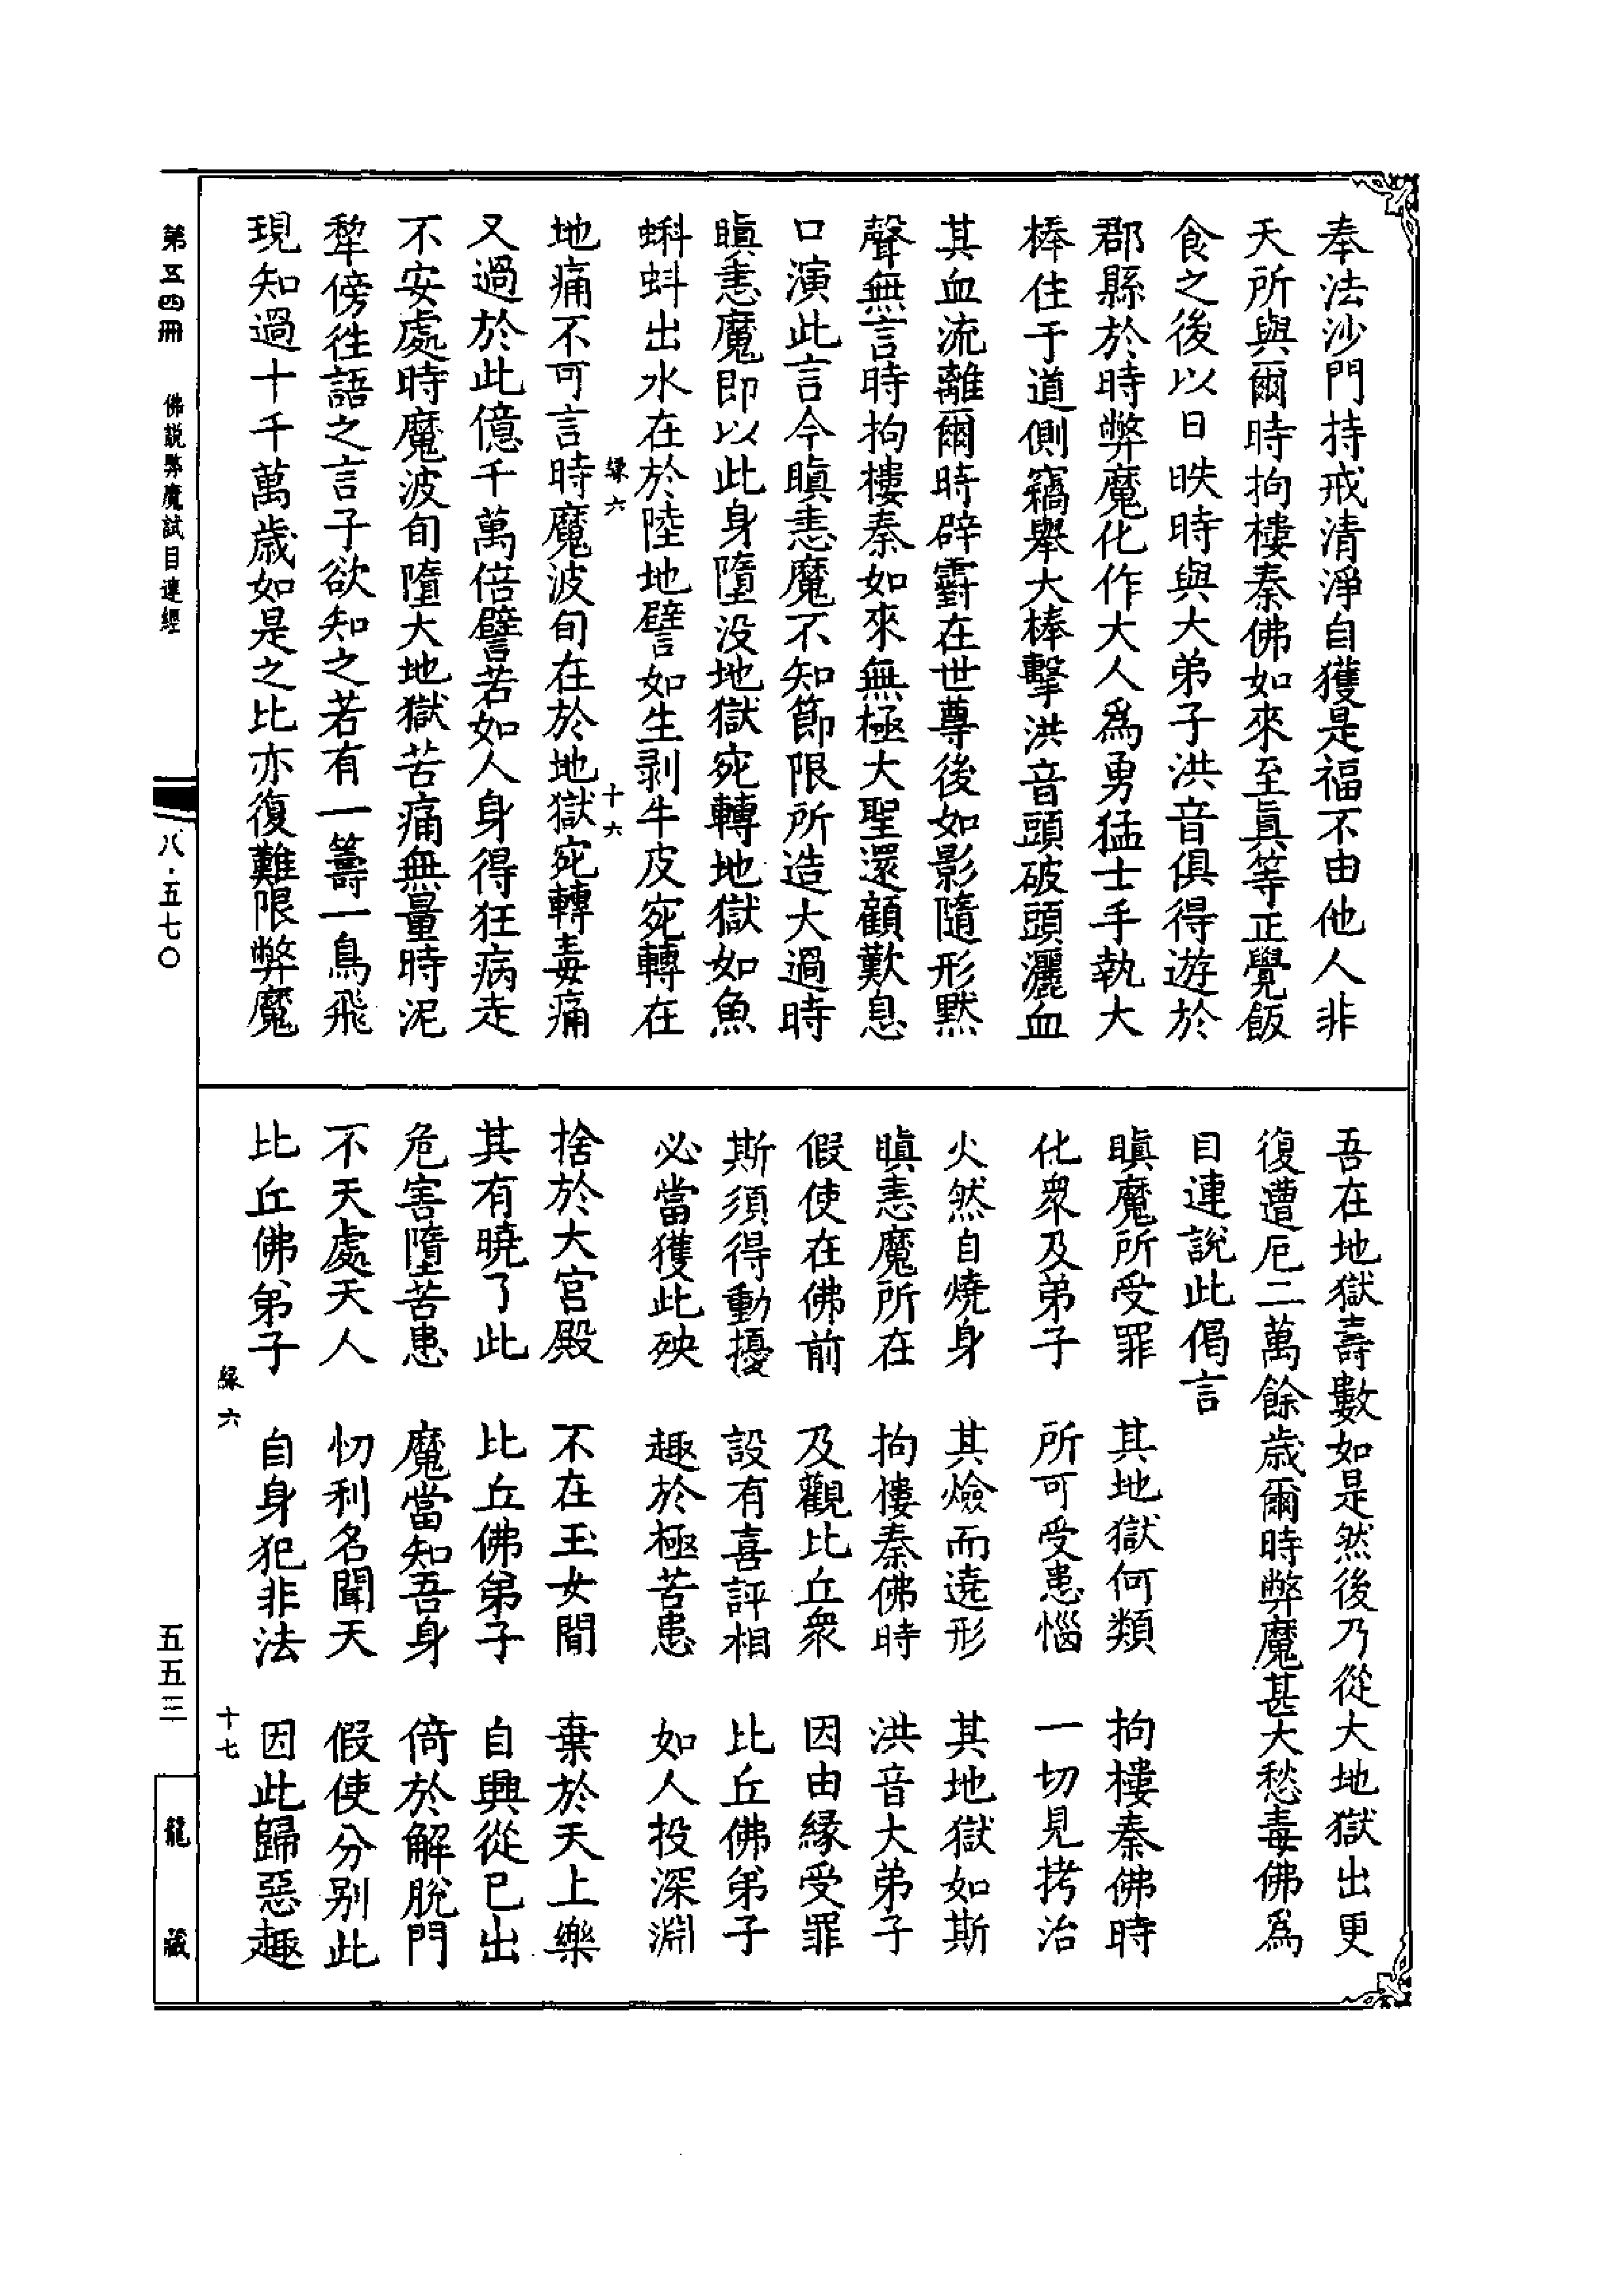 奉法沙門持戒清淨自獲是福不由他人非
天所與爾時拘樓秦佛如來至眞等正覺飯
食之後以日昳時與大弟子洪音俱得遊於
郡縣於時弊魔化作大人為勇猛士手執大
棒住于道側竊舉大棒擊洪音頭破頭灑血
其血流離爾時辟㝵在世尊後如影隨形黙
聲無言時拘樓秦如來無極大聖還顧歎息
口演此言今瞋恚魔不知節限所造大過時
瞋恚魔即以此身墮没地獄宛轉地獄如魚
蝌蚪出水在於陸地譬如生剥牛皮宛轉在
緣六 十六
地痛不可言時魔波旬在於地獄宛轉毒痛
又過於此億千萬倍譬若如人身得狂病走
不安處時魔波旬墮大地獄苦痛無量時泥
犂傍徃語之言子欲知之若有一籌一鳥飛
現知過十千萬歳如是之比亦復難限弊魔
吾在地獄壽數如是然後乃從大地獄出更
復遭厄二萬餘歳爾時弊魔甚大愁毒佛為
目連說此偈言
瞋魔所受罪 其地獄何類 拘樓秦佛時
化衆及弟子 所可受患惱 一切見拷治
火然自燒身 其燄而遶形 其地獄如斯
瞋恚魔所在 拘樓秦佛時 洪音大弟子
假使在佛前 及觀比丘衆 因由緣受罪
斯須得動擾 設有喜評相 比丘佛弟子
必當獲此殃 趣於極苦患 如人投深淵
捨於大宫殿 不在玉女間 棄於天上樂
其有曉了此 比丘佛弟子 自興從已出
危害墮苦患 魔當知吾身 倚於解脫門
不天處天人 忉利名聞天 假使分别此
比丘佛弟子 自身犯非法 因此歸惡趣
緣六 十七
第五四冊 佛説弊魔試目連經
八·五七〇
五五三
龍藏